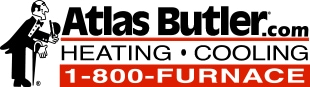 Atlas Butler.com
HEATING • COOLING
1-800-FURNACE